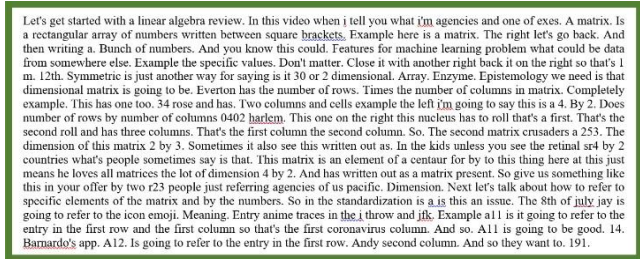 Let's get started with a linear algebra review. In this video when i tell you what i'm agencies and one of exes. A matrix. Is
a rectangular array of numbers written between square brackets. Example here is a matrix. The right let's go back. And
then writing a. Bunch of numbers. And you know this could. Features for machine learning problem what could be data
from somewhere else. Example the specific values. Don't matter. Close it with another right back it on the right so that's 1
m. 12th. Symmetric is just another way for saying is it 30 or 2 dimensional. Array. Enzyme. Epistemology we need is that
dimensional matrix is going to be. Everton has the number of rows. Times the number of columns in matrix. Completely
example. This has one too. 34 rose and has. Two columns and cells example the left i'm going to say this is a 4. By 2. Does
number of rows by number of columns 0402 harlem. This one on the right this nucleus has to roll that's a first. That's the
second roll and has three columns. That's the first column the second column. So. The second matrix crusaders a 253. The
dimension of this matrix 2 by 3. Sometimes it also see this written out as. In the kids unless you see the retinal sr4 by 2
countries what's people sometimes say is that. This matrix is an element of a centaur for by to this thing here at this just
means he loves all matrices the lot of dimension 4 by 2. And has written out as a matrix present. So give us something like
this in your offer by two r23 people just referring agencies of us pacific. Dimension. Next let's talk about how to refer to
specific elements of the matrix and by the numbers. So in the standardization is a is this an issue. The 8th of july jay is
going to refer to the icon emoji. Meaning. Entry anime traces in the i throw and jfk. Example a11 is it going to refer to the
entry in the first row and the first column so that's the first coronavirus column. And so. A11 is going to be good. 14.
Barnardo's app. A12. Is going to refer to the entry in the first row. Andy second column. And so they want to. 191.